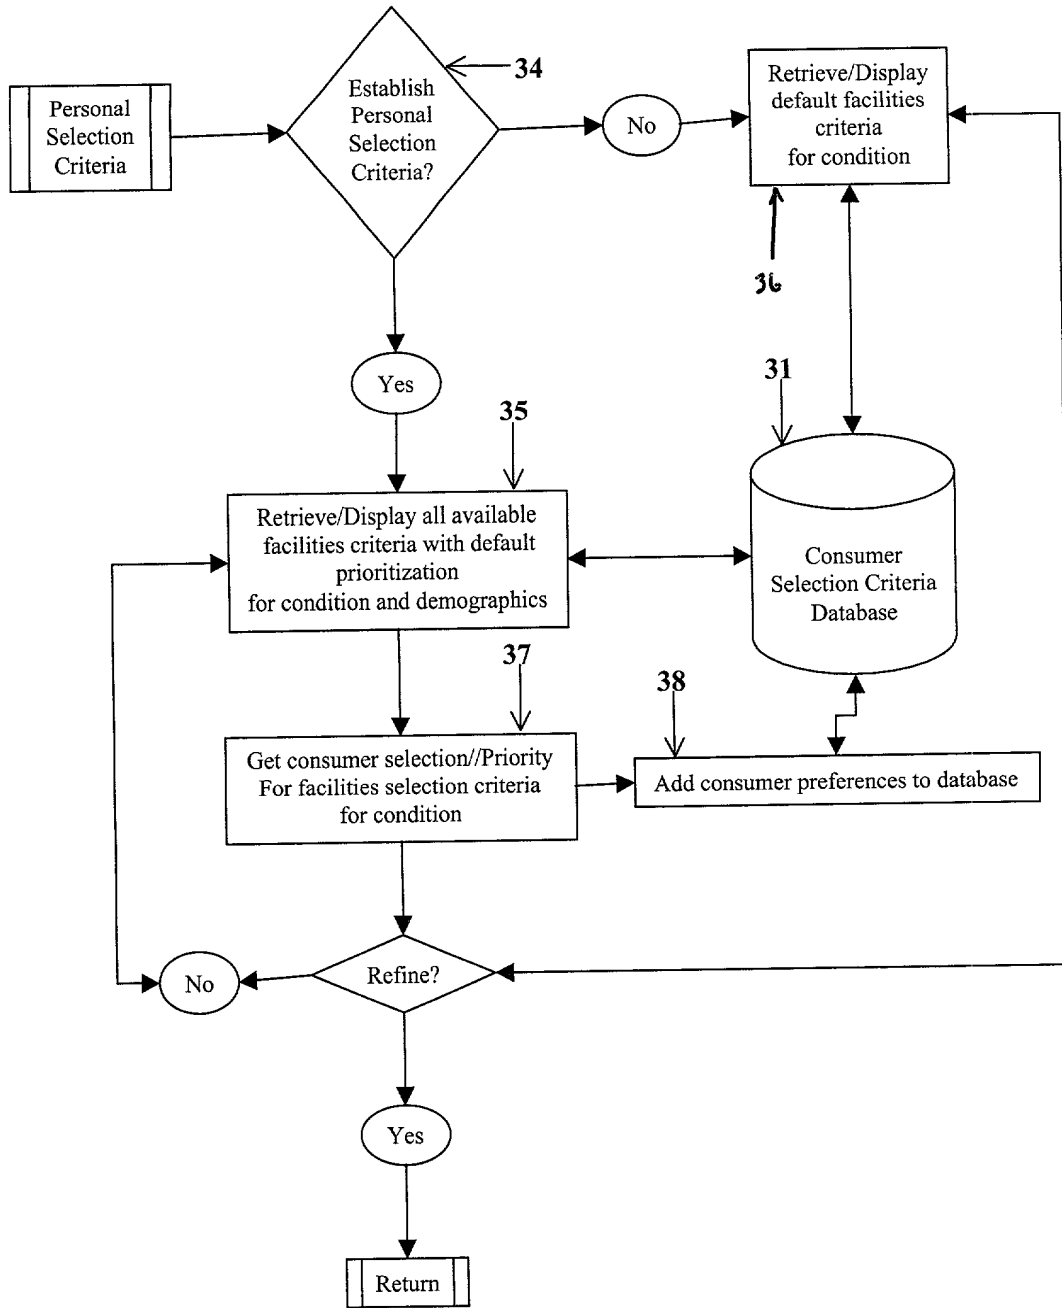 Personal
Selection
Criteria
Establish
Personal
Selection
Criteria?
34
No
Retrieve/Display
default facilities
criteria
for condition
36
Yes
35
31
Retrieve/Display all available
facilities criteria with default
prioritization
for condition and demographics
Consumer
Selection Criteria
Database
37
38
Get consumer selection//Priority
For facilities selection criteria
for condition
Add consumer preferences to database
No
Refine?
Yes
Return